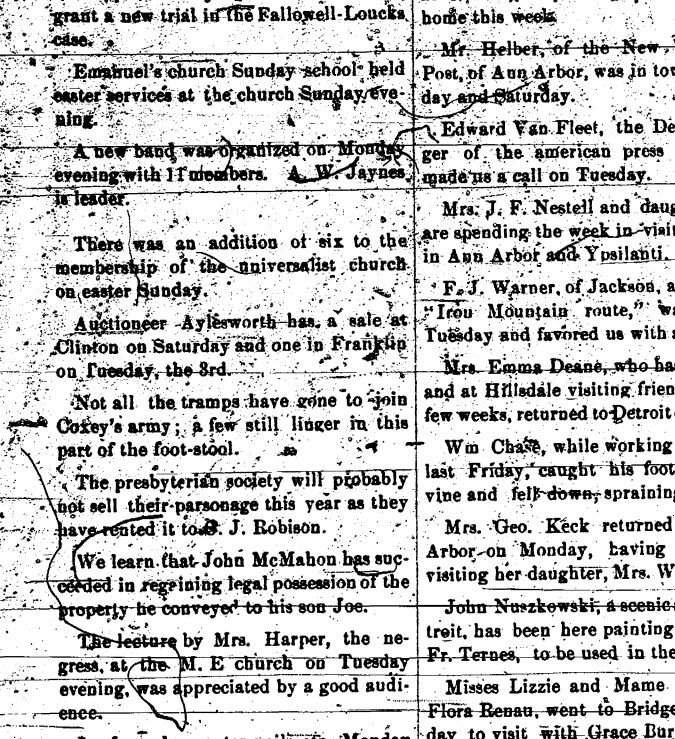 grant a new trial in the Fallowell-Loucks
case.
Emanuel's church Sunday school held
easter services at the church Sunday eve-
ning.
A new band was organized on Monday
evening with 11 members. A. W. Jaynes
is leader.
There was an addition of six to the
membership of the universalist church
on easter Sunday.
Auctioneer Aylesworth has a sale at
Clinton on Saturday and one in Franklin
on Tuesday, the 3rd.
Not all the tramps have gone to join
Coxey's army; a few still linger in this
part of the foot-stool.
The presbyterian society will probably
not sell their parsonage this year as they
have rented it to J. Robison.
We learn that John McMahon has suc-
ceeded in regaining legal possession of the
property he conveyed to his son Joe.
The lecture by Mrs. Harper, the ne-
gress, at the M. E church on Tuesday
evening, was appreciated by a good audi-
ence.
Monday
home this week
Mr. Helber, of the New
Post, of Ann Arbor, was in tow
day and Saturday.
Edward Van Fleet, the De
ger of the american press
made us a call on Tuesday.
Mrs. J. F. Nestell and daug
are spending the week in visit
in Ann Arbor and Ypsilanti.
F. J. Warner, of Jackson, a
"Iron Mountain route," wa
Tuesday and favored us with a
Mrs. Emma Deane, who ha
and at Hillsdale visiting frien
few weeks, returned to Detroit
Wm Chase, while working
last Friday, caught his foot
vine and fell down, spraining
Mrs. Geo. Keck returned
Arbor on Monday, having
visiting her daughter, Mrs. W
John Nuszkowski, a scenic
troit, has been here painting
Fr. Ternes, to be used in the
Misses Lizzie and Mame
Flora Renau, went to Bridge
day to visit with Grace Bur